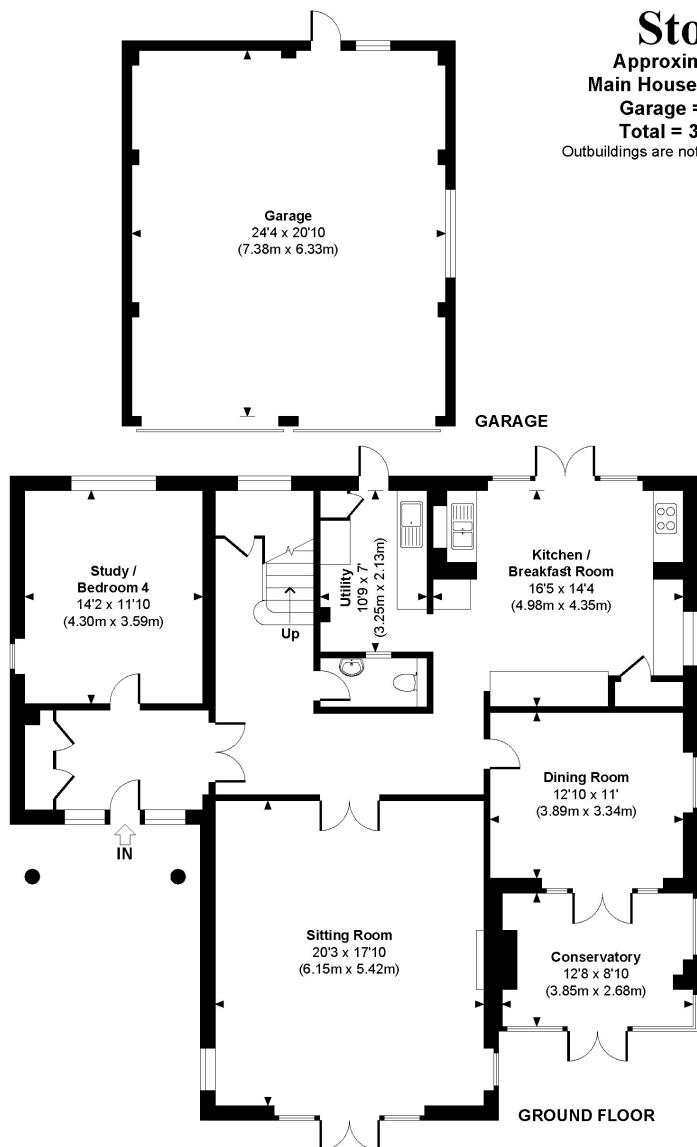 Sto
Approxin
Main House
Garage =
Total = 3
Outbuildings are not
Garage
24'4 x 20'10
(7.38m x 6.33m)
GARAGE
Study /
Bedroom 4
14'2 x 11'10
(4.30m x 3.59m)
Up
Utility
10'9 x 7'
(3.25m x 2.13m)
Kitchen /
Breakfast Room
16'5 x 14'4
(4.98m x 4.35m)
IN
Dining Room
12'10 x 11'
(3.89m x 3.34m)
Sitting Room
20'3 x 17'10
(6.15m x 5.42m)
Conservatory
12'8 x 8'10
(3.85m x 2.68m)
GROUND FLOOR